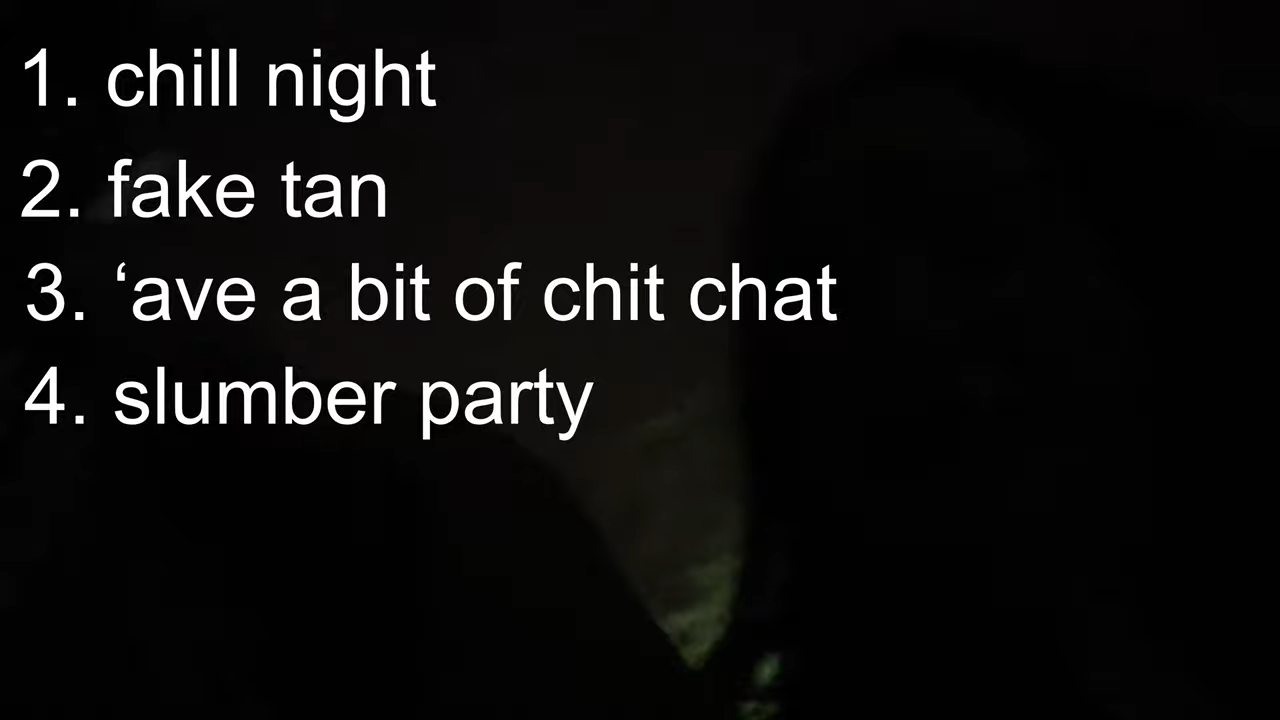 1. chill night
2. fake tan
3. ‘ave a bit of chit chat
4. slumber party